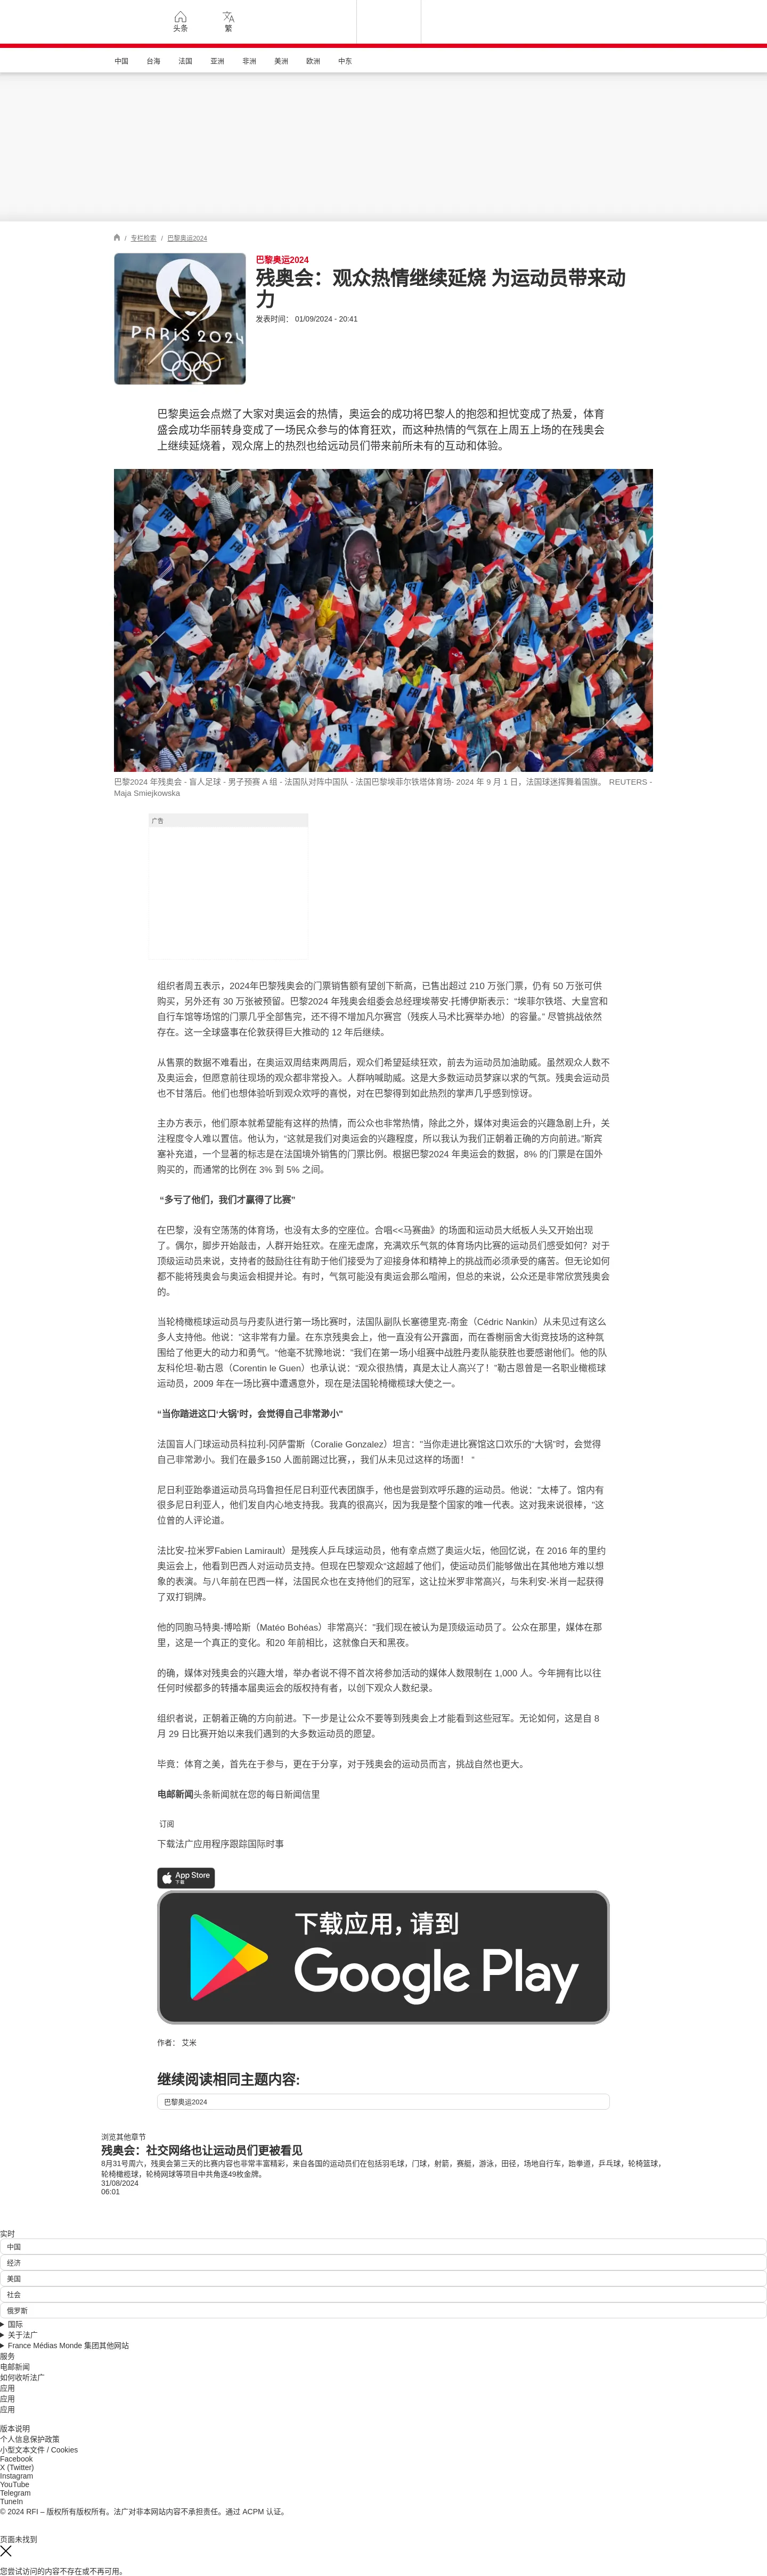 头条
繁
中国
台海
法国
亚洲
非洲
美洲
欧洲
中东
/ 专栏检索 / 巴黎奥运2024
PARIS 2024
巴黎奥运2024
残奥会：观众热情继续延烧 为运动员带来动
力
发表时间： 01/09/2024 - 20:41
巴黎奥运会点燃了大家对奥运会的热情，奥运会的成功将巴黎人的抱怨和担忧变成了热爱，体育
盛会成功华丽转身变成了一场民众参与的体育狂欢，而这种热情的气氛在上周五上场的在残奥会
上继续延烧着，观众席上的热烈也给运动员们带来前所未有的互动和体验。
巴黎2024 年残奥会 - 盲人足球 - 男子预赛 A 组 - 法国队对阵中国队 - 法国巴黎埃菲尔铁塔体育场- 2024 年 9 月 1 日，法国球迷挥舞着国旗。 REUTERS -
Maja Smiejkowska
广告
组织者周五表示，2024年巴黎残奥会的门票销售额有望创下新高，已售出超过 210 万张门票，仍有 50 万张可供
购买，另外还有 30 万张被预留。巴黎2024 年残奥会组委会总经理埃蒂安·托博伊斯表示：“埃菲尔铁塔、大皇宫和
自行车馆等场馆的门票几乎全部售完，还不得不增加凡尔赛宫（残疾人马术比赛举办地）的容量。” 尽管挑战依然
存在。这一全球盛事在伦敦获得巨大推动的 12 年后继续。
从售票的数据不难看出，在奥运双周结束两周后，观众们希望延续狂欢，前去为运动员加油助威。虽然观众人数不
及奥运会，但愿意前往现场的观众都非常投入。人群呐喊助威。这是大多数运动员梦寐以求的气氛。残奥会运动员
也不甘落后。他们也想体验听到观众欢呼的喜悦，对在巴黎得到如此热烈的掌声几乎感到惊讶。
主办方表示，他们原本就希望能有这样的热情，而公众也非常热情，除此之外，媒体对奥运会的兴趣急剧上升，关
注程度令人难以置信。他认为，“这就是我们对奥运会的兴趣程度，所以我认为我们正朝着正确的方向前进。”斯宾
塞补充道，一个显著的标志是在法国境外销售的门票比例。根据巴黎2024 年奥运会的数据，8% 的门票是在国外
购买的，而通常的比例在 3% 到 5% 之间。
“多亏了他们，我们才赢得了比赛”
在巴黎，没有空荡荡的体育场，也没有太多的空座位。合唱<<马赛曲》的场面和运动员大纸板人头又开始出现
了。偶尔，脚步开始敲击，人群开始狂欢。在座无虚席，充满欢乐气氛的体育场内比赛的运动员们感受如何？对于
顶级运动员来说，支持者的鼓励往往有助于他们接受为了迎接身体和精神上的挑战而必须承受的痛苦。但无论如何
都不能将残奥会与奥运会相提并论。有时，气氛可能没有奥运会那么喧闹，但总的来说，公众还是非常欣赏残奥会
的。
当轮椅橄榄球运动员与丹麦队进行第一场比赛时，法国队副队长塞德里克-南金（Cédric Nankin）从未见过有这么
多人支持他。他说：“这非常有力量。在东京残奥会上，他一直没有公开露面，而在香榭丽舍大街竞技场的这种氛
围给了他更大的动力和勇气。“他毫不犹豫地说：”我们在第一场小组赛中战胜丹麦队能获胜也要感谢他们。他的队
友科伦坦-勒古恩（Corentin le Guen）也承认说：“观众很热情，真是太让人高兴了！”勒古恩曾是一名职业橄榄球
运动员，2009 年在一场比赛中遭遇意外，现在是法国轮椅橄榄球大使之一。
“当你踏进这口‘大锅’时，会觉得自己非常渺小”
法国盲人门球运动员科拉利-冈萨雷斯（Coralie Gonzalez）坦言：“当你走进比赛馆这口欢乐的“大锅”时，会觉得
自己非常渺小。我们在最多150 人面前踢过比赛，，我们从未见过这样的场面！ ”
尼日利亚跆拳道运动员乌玛鲁担任尼日利亚代表团旗手，他也是尝到欢呼乐趣的运动员。他说：”太棒了。馆内有
很多尼日利亚人，他们发自内心地支持我。我真的很高兴，因为我是整个国家的唯一代表。这对我来说很棒，”这
位曾的人评论道。
法比安-拉米罗Fabien Lamirault）是残疾人乒乓球运动员，他有幸点燃了奥运火坛，他回忆说，在 2016 年的里约
奥运会上，他看到巴西人对运动员支持。但现在巴黎观众“这超越了他们，使运动员们能够做出在其他地方难以想
象的表演。与八年前在巴西一样，法国民众也在支持他们的冠军，这让拉米罗非常高兴，与朱利安-米肖一起获得
了双打铜牌。
他的同胞马特奥-博哈斯（Matéo Bohéas）非常高兴：”我们现在被认为是顶级运动员了。公众在那里，媒体在那
里，这是一个真正的变化。和20 年前相比，这就像白天和黑夜。
的确，媒体对残奥会的兴趣大增，举办者说不得不首次将参加活动的媒体人数限制在 1,000 人。今年拥有比以往
任何时候都多的转播本届奥运会的版权持有者，以创下观众人数纪录。
组织者说，正朝着正确的方向前进。下一步是让公众不要等到残奥会上才能看到这些冠军。无论如何，这是自 8
月 29 日比赛开始以来我们遇到的大多数运动员的愿望。
毕竟：体育之美，首先在于参与，更在于分享，对于残奥会的运动员而言，挑战自然也更大。
电邮新闻头条新闻就在您的每日新闻信里
订阅
下载法广应用程序跟踪国际时事
App Store
下载
下载应用，请到
Google Play
作者： 艾米
继续阅读相同主题内容:
巴黎奥运2024
浏览其他章节
残奥会：社交网络也让运动员们更被看见
8月31号周六，残奥会第三天的比赛内容也非常丰富精彩，来自各国的运动员们在包括羽毛球，门球，射箭，赛艇，游泳，田径，场地自行车，跆拳道，乒乓球，轮椅篮球，
轮椅橄榄球，轮椅网球等项目中共角逐49枚金牌。
31/08/2024
06:01
实时
中国
经济
美国
社会
俄罗斯
国际
关于法广
France Médias Monde 集团其他网站
服务
电邮新闻
如何收听法广
应用
应用
应用
版本说明
个人信息保护政策
小型文本文件 / Cookies
Facebook
X (Twitter)
Instagram
YouTube
Telegram
TuneIn
© 2024 RFI – 版权所有版权所有。法广对非本网站内容不承担责任。通过 ACPM 认证。
页面未找到
您尝试访问的内容不存在或不再可用。